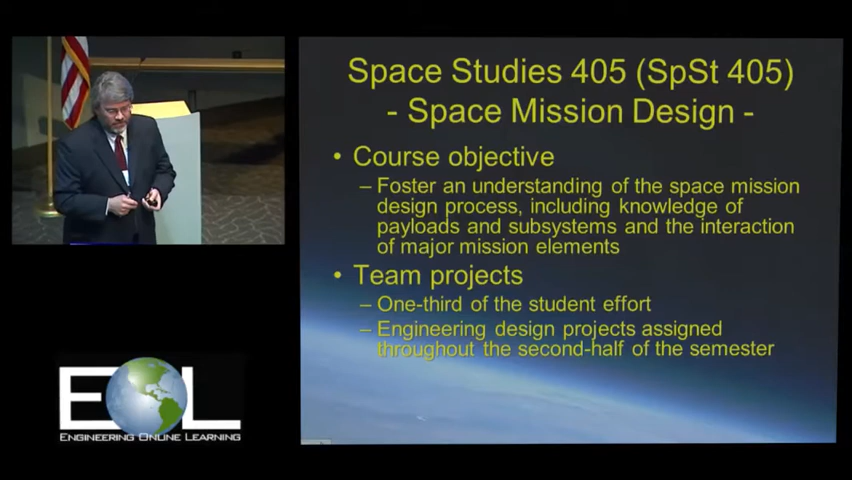 Space Studies 405 (SpSt 405)
- Space Mission Design -
• Course objective
– Foster an understanding of the space mission
design process, including knowledge of
payloads and subsystems and the interaction
of major mission elements
• Team projects
– One-third of the student effort
– Engineering design projects assigned
throughout the second-half of the semester
EOL
ENGINEERING ONLINE LEARNING